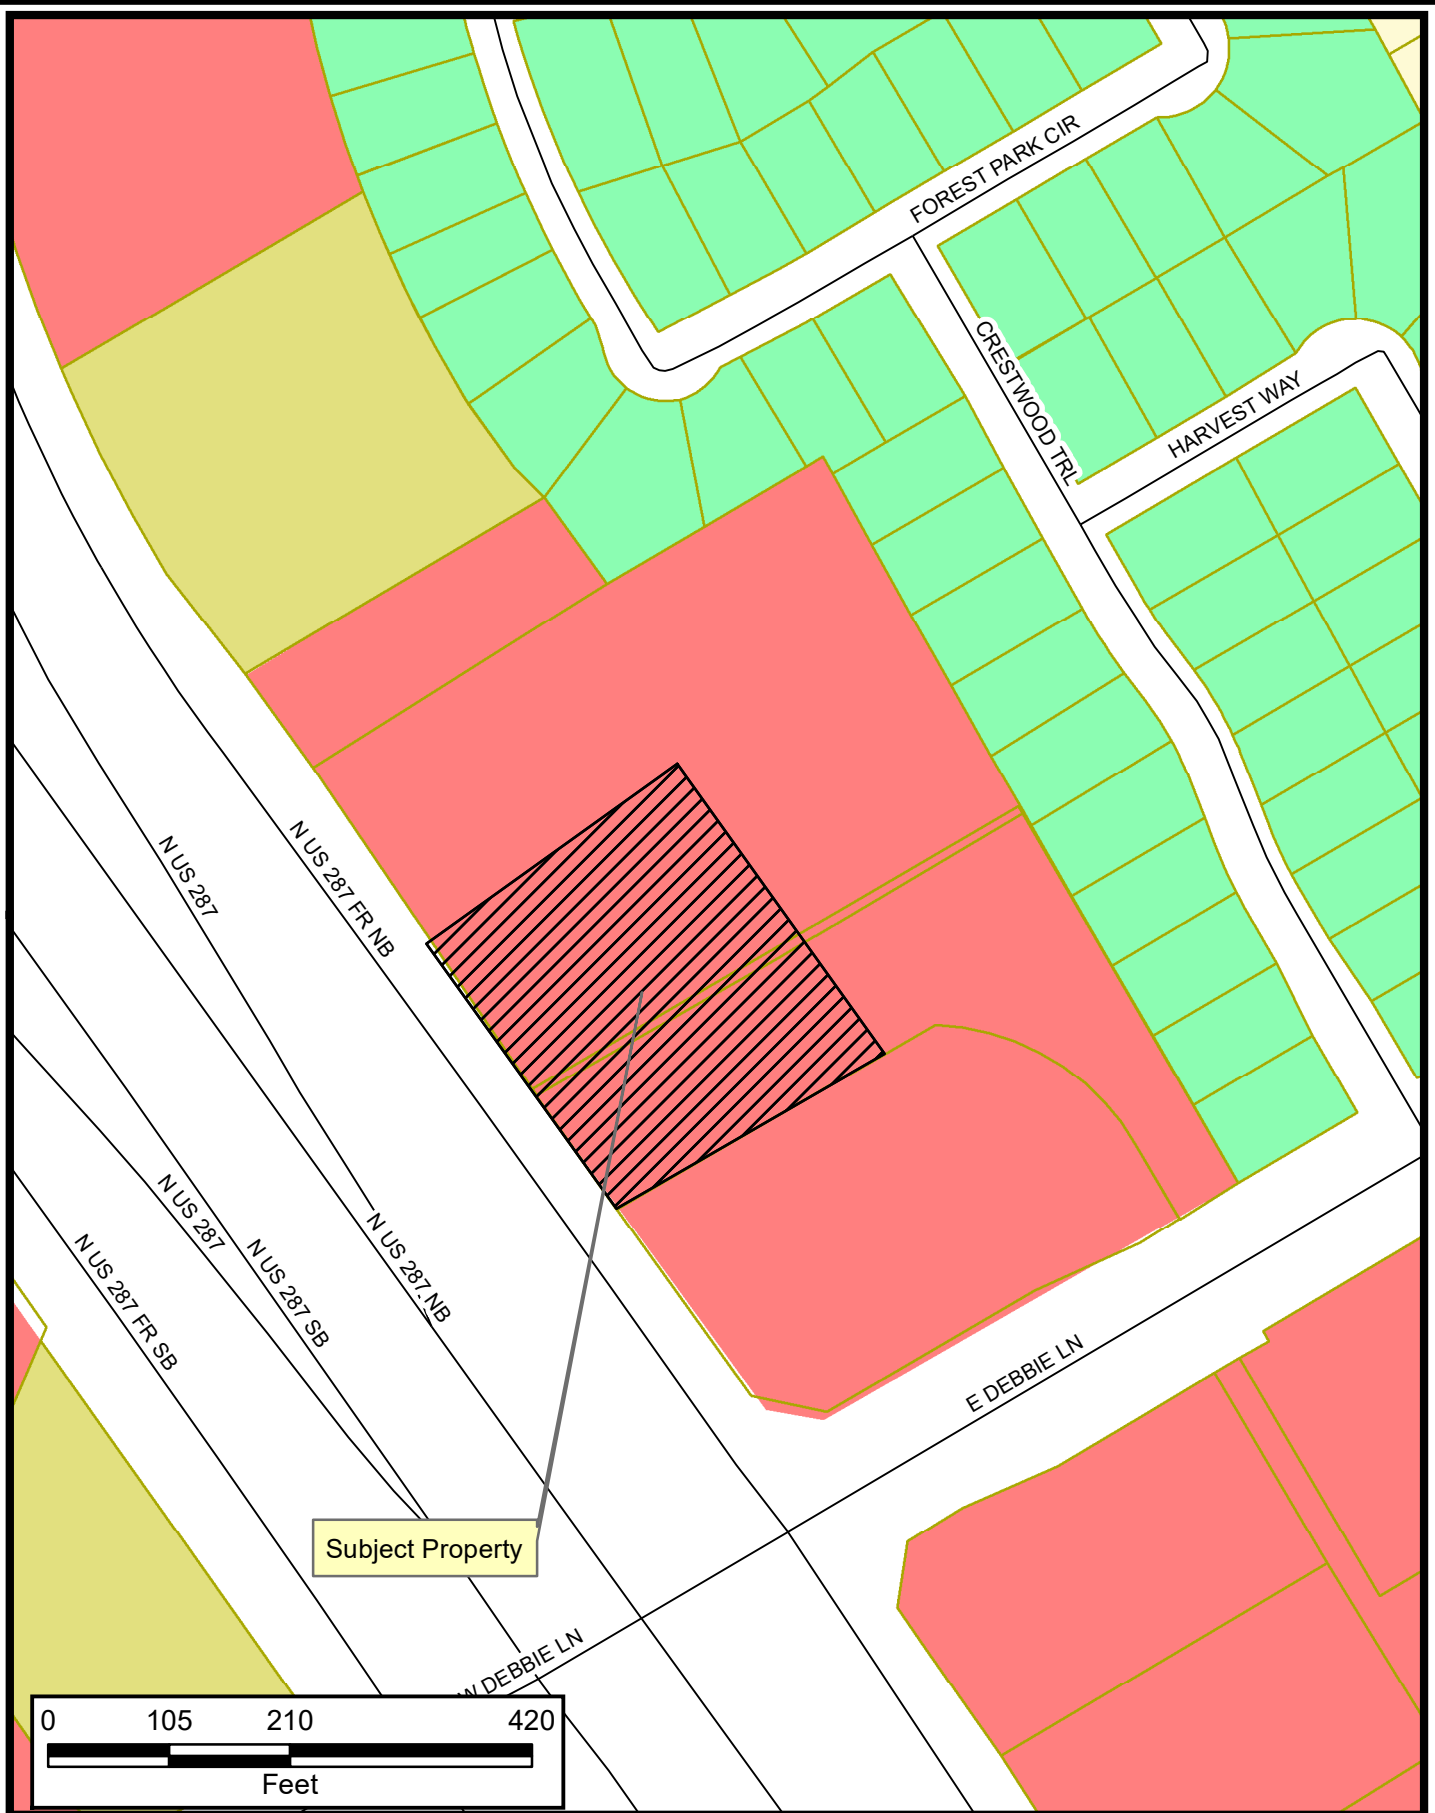 FOREST PARK CIR
CRESTWOOD TRL
HARVEST WAY
N US 287
N US 287 FR NB
N US 287
N US 287 SB
N US 287 NB
N US 287 FR SB
E DEBBIE LN
Subject Property
W DEBBIE LN
0 105 210 420
Feet